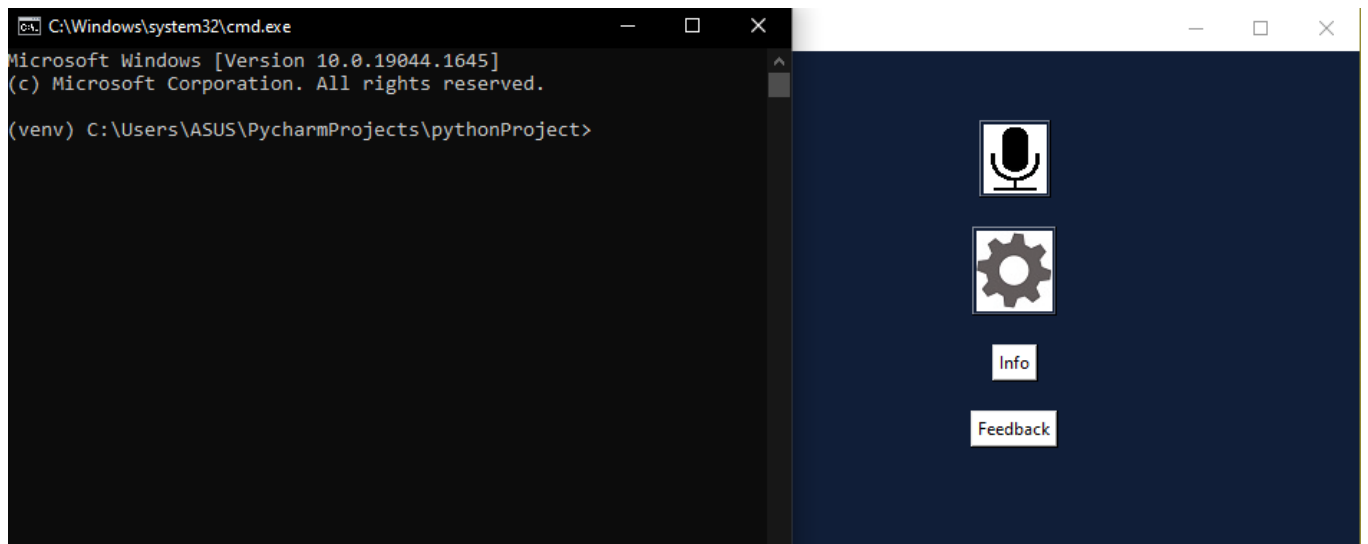 C:\Windows\system32\cmd.exe
Microsoft Windows [Version 10.0.19044.1645]
(c) Microsoft Corporation. All rights reserved.
(venv) C:\Users\ASUS\PycharmProjects\pythonProject>
Info
Feedback